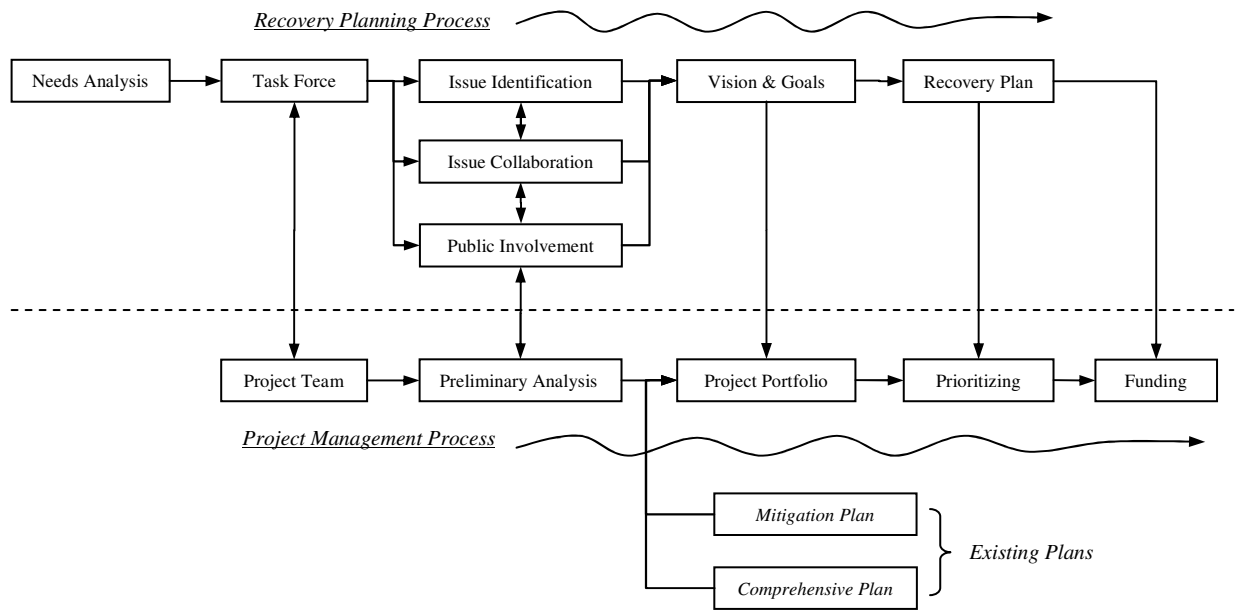 Recovery Planning Process
Needs Analysis
Task Force
Issue Identification
Vision & Goals
Recovery Plan
Issue Collaboration
Public Involvement
Project Team
Preliminary Analysis
Project Portfolio
Prioritizing
Funding
Project Management Process
Mitigation Plan
Existing Plans
Comprehensive Plan